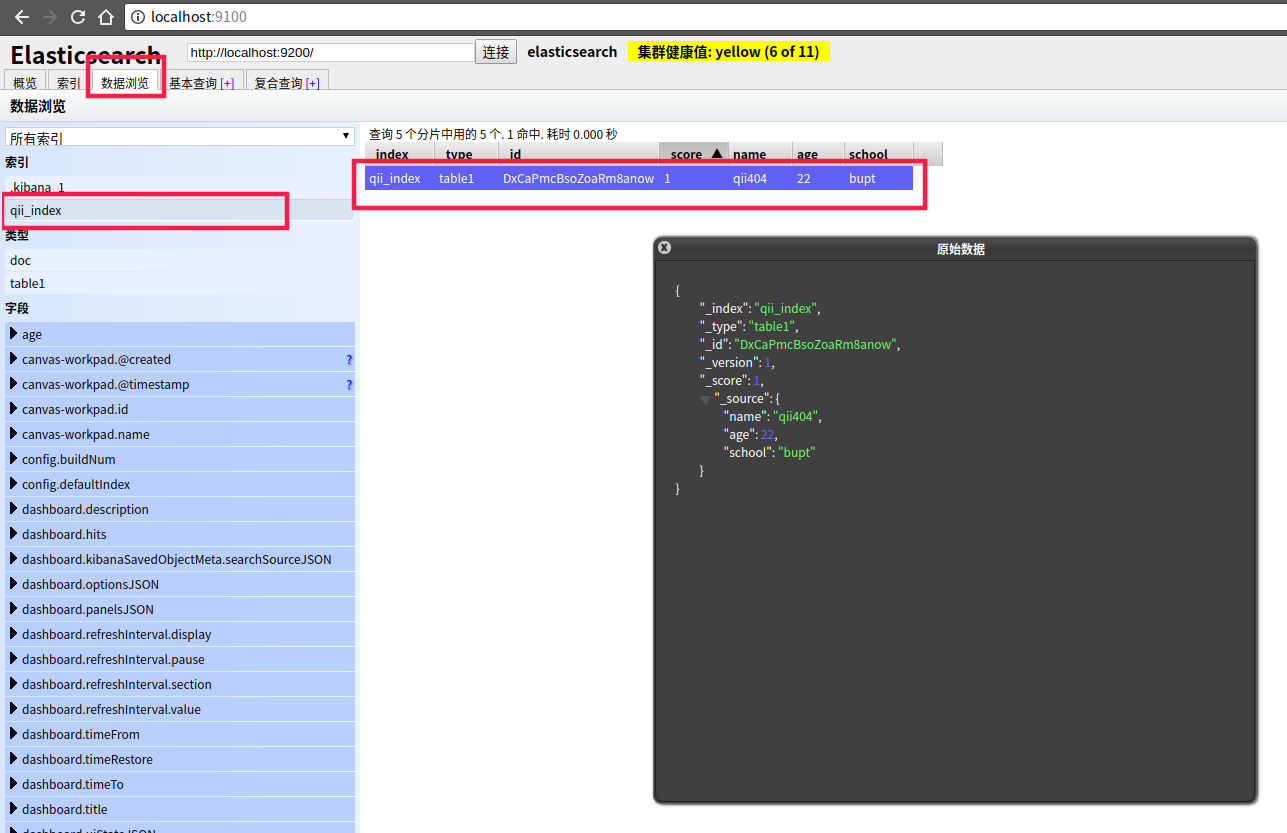 localhost:9100
Elasticsearch http://localhost:9200/ 连接 elasticsearch 集群健康值: yellow (6 of 11)
概览 索引 数据浏览 基本查询 [+] 复合查询 [+]
数据浏览
所有索引
索引
.kibana_1
qii_index
类型
doc
table1
字段
age
canvas-workpad.@created ?
canvas-workpad.@timestamp ?
canvas-workpad.id
canvas-workpad.name
config.buildNum
config.defaultIndex
dashboard.description
dashboard.hits
dashboard.kibanaSavedObjectMeta.searchSourceJSON
dashboard.optionsJSON
dashboard.panelsJSON
dashboard.refreshInterval.display
dashboard.refreshInterval.pause
dashboard.refreshInterval.section
dashboard.refreshInterval.value
dashboard.timeFrom
dashboard.timeRestore
dashboard.timeTo
dashboard.title
dashboard.uiStateJSON
查询 5 个分片中用的 5 个. 1 命中. 耗时 0.000 秒
_index _type _id _score ▲ name age school
qii_index table1 DxCaPmcBsoZoaRm8anow 1 qii404 22 bupt
原始数据
{
"_index": "qii_index",
"_type": "table1",
"_id": "DxCaPmcBsoZoaRm8anow",
"_version": 1,
"_score": 1,
"_source": {
"name": "qii404",
"age": 22,
"school": "bupt"
}
}